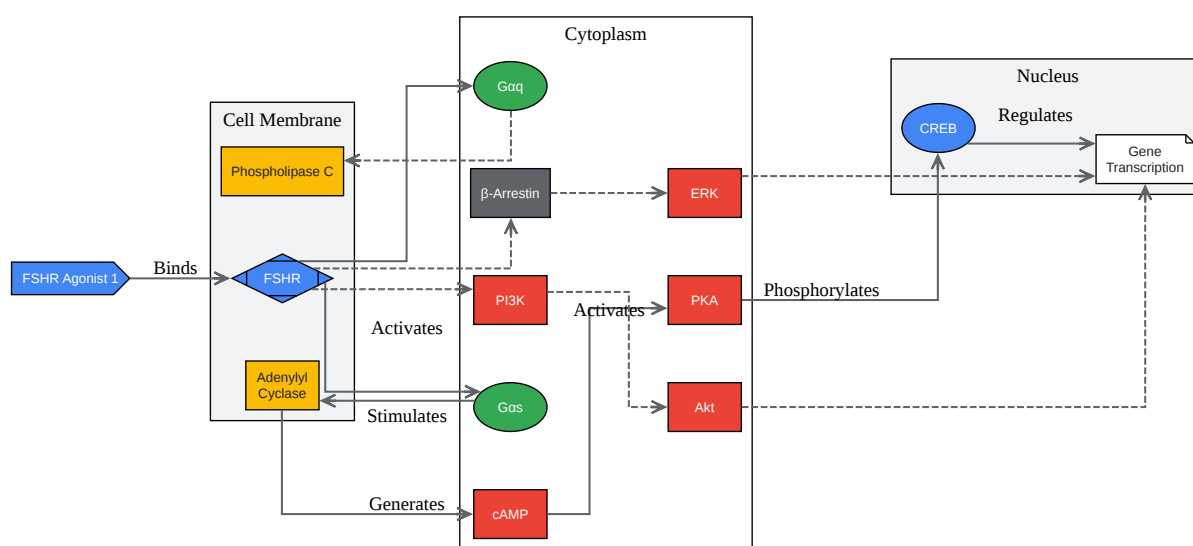 Cytoplasm
Nucleus
Gαq
Cell Membrane
Regulates
CREB
Phospholipase C
Gene
Transcription
β-Arrestin
ERK
Binds
FSHR Agonist 1
FSHR
PI3K
Activates
PKA
Phosphorylates
Activates
Adenylyl
Cyclase
Stimulates
Gαs
Akt
Generates
cAMP